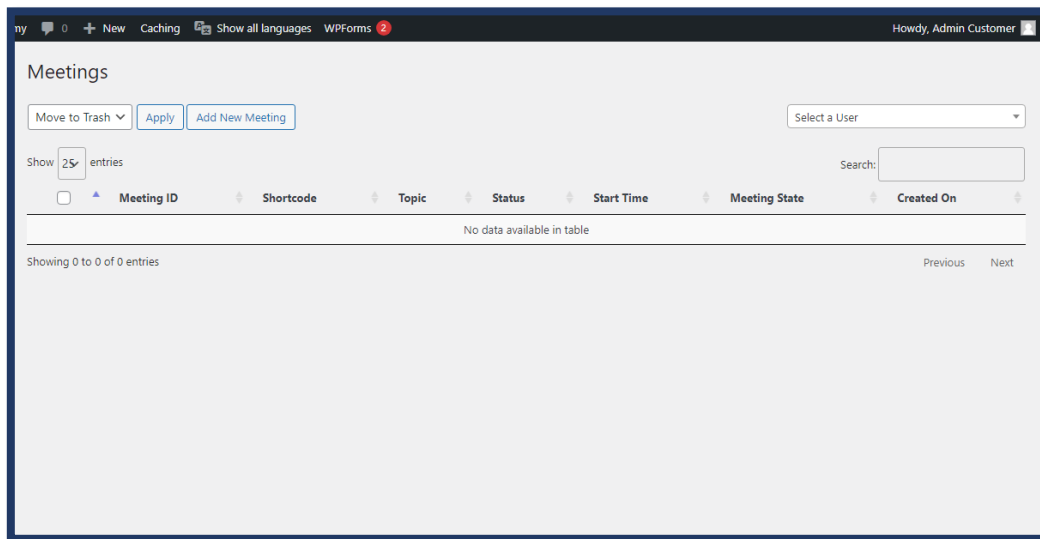 my 0 New Caching Show all languages WPForms 2 Howdy, Admin Customer
Meetings
Move to Trash Apply Add New Meeting Select a User
Show 25 entries Search:
Meeting ID Shortcode Topic Status Start Time Meeting State Created On
No data available in table
Showing 0 to 0 of 0 entries Previous Next